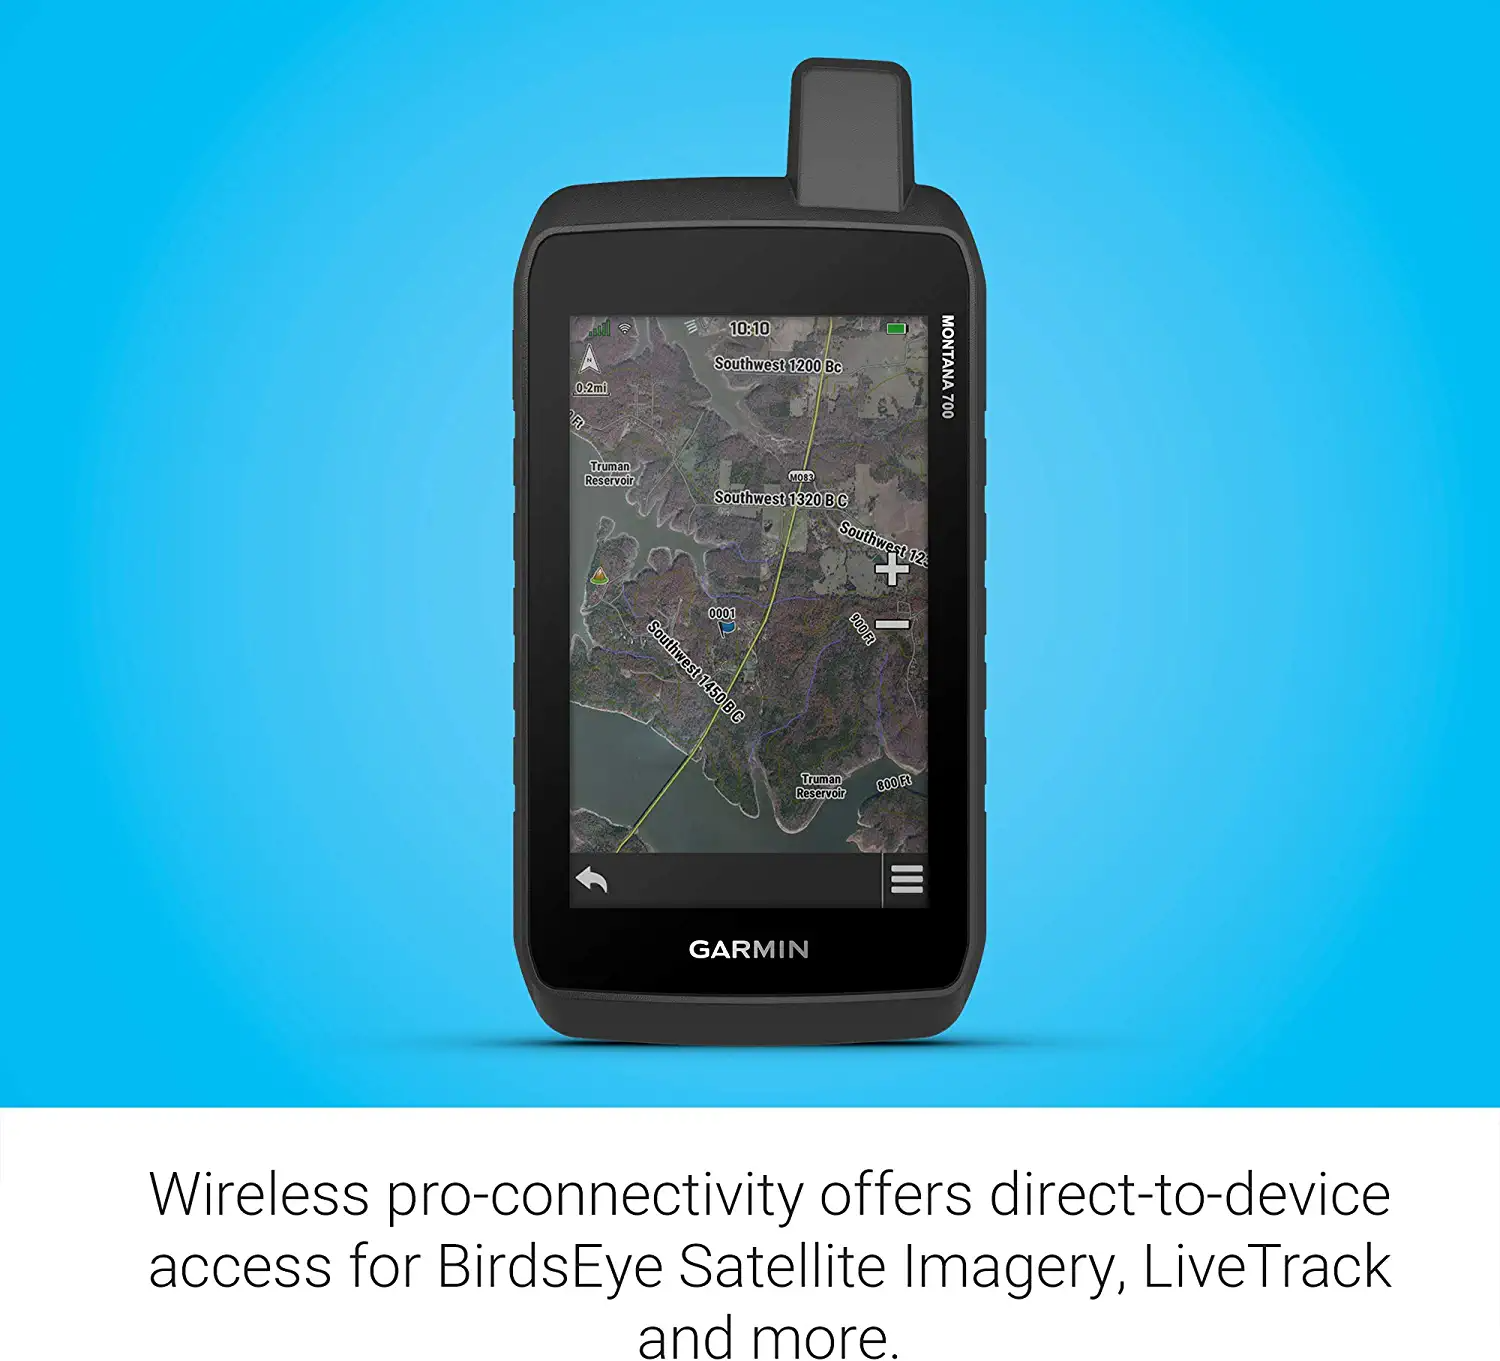 10:10
Southwest 1200 Bc
N
0.2mi
MONTANA 700
Truman
Reservoir
MO83
Southwest 1320 B C
Southwest
0001
900 Ft
Southwest 1450 B C
Truman
Reservoir
800 Ft
GARMIN
Wireless pro-connectivity offers direct-to-device
access for BirdsEye Satellite Imagery, LiveTrack
and more.